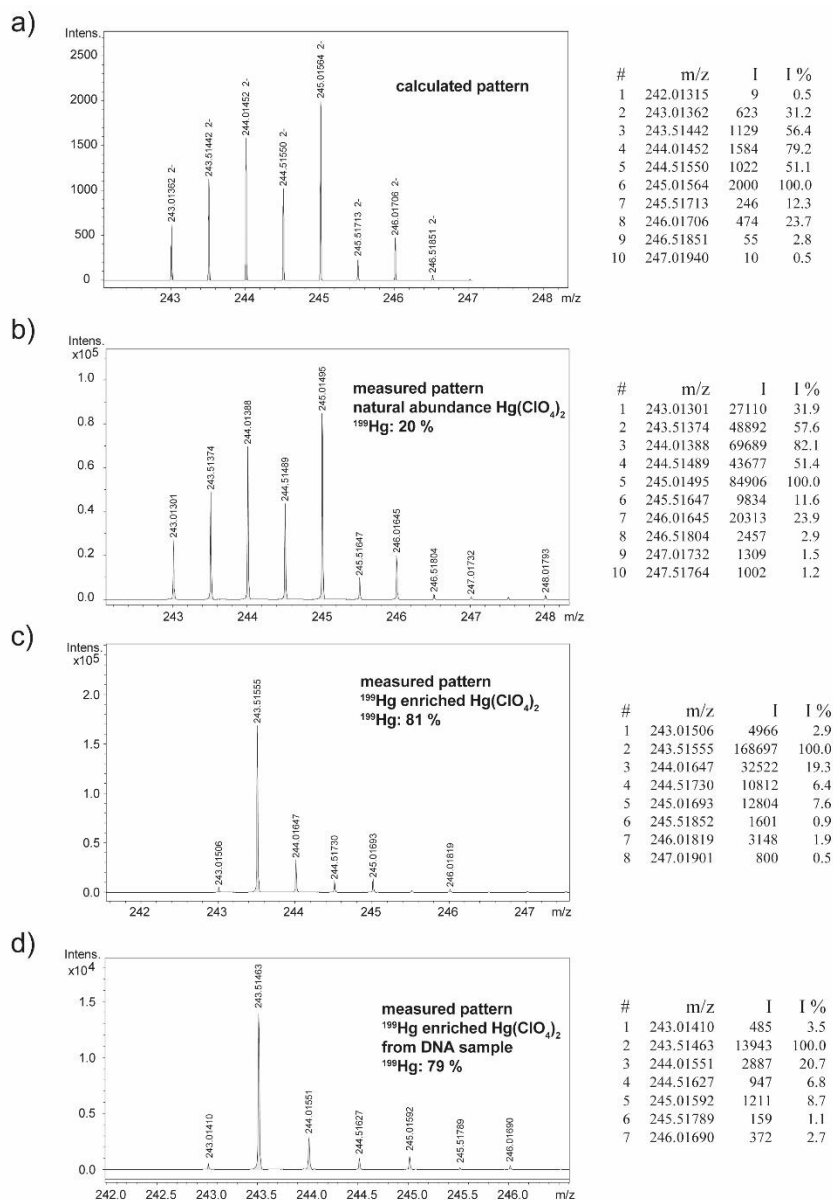 a)
Intens.
2500
2000
1500
1000
500
0
243.01362 2-
243.51442 2-
244.01452 2-
244.51550 2-
245.01564 2-
245.51713 2-
246.01706 2-
246.51851 2-
calculated pattern
243 244 245 246 247 248 m/z
# m/z I I %
1 242.01315 9 0.5
2 243.01362 623 31.2
3 243.51442 1129 56.4
4 244.01452 1584 79.2
5 244.51550 1022 51.1
6 245.01564 2000 100.0
7 245.51713 246 12.3
8 246.01706 474 23.7
9 246.51851 55 2.8
10 247.01940 10 0.5
b)
Intens.
x10⁵
1.0
0.8
0.6
0.4
0.2
0.0
243.01301
243.51374
244.01388
244.51489
245.01495
245.51647
246.01645
246.51804
247.01732
248.01793
measured pattern
natural abundance Hg(ClO₄)₂
¹⁹⁹Hg: 20 %
243 244 245 246 247 248 m/z
# m/z I I %
1 243.01301 27110 31.9
2 243.51374 48892 57.6
3 244.01388 69689 82.1
4 244.51489 43677 51.4
5 245.01495 84906 100.0
6 245.51647 9834 11.6
7 246.01645 20313 23.9
8 246.51804 2457 2.9
9 247.01732 1309 1.5
10 247.51764 1002 1.2
c)
Intens.
x10⁵
2.0
1.5
1.0
0.5
0.0
243.01506
243.51555
244.01647
244.51730
245.01693
246.01819
measured pattern
¹⁹⁹Hg enriched Hg(ClO₄)₂
¹⁹⁹Hg: 81 %
242 243 244 245 246 247 m/z
# m/z I I %
1 243.01506 4966 2.9
2 243.51555 168697 100.0
3 244.01647 32522 19.3
4 244.51730 10812 6.4
5 245.01693 12804 7.6
6 245.51852 1601 0.9
7 246.01819 3148 1.9
8 247.01901 800 0.5
d)
Intens.
x10⁴
1.5
1.0
0.5
0.0
243.01410
243.51463
244.01551
244.51627
245.01592
245.51789
246.01690
measured pattern
¹⁹⁹Hg enriched Hg(ClO₄)₂
from DNA sample
¹⁹⁹Hg: 79 %
242.0 242.5 243.0 243.5 244.0 244.5 245.0 245.5 246.0 m/z
# m/z I I %
1 243.01410 485 3.5
2 243.51463 13943 100.0
3 244.01551 2887 20.7
4 244.51627 947 6.8
5 245.01592 1211 8.7
6 245.51789 159 1.1
7 246.01690 372 2.7